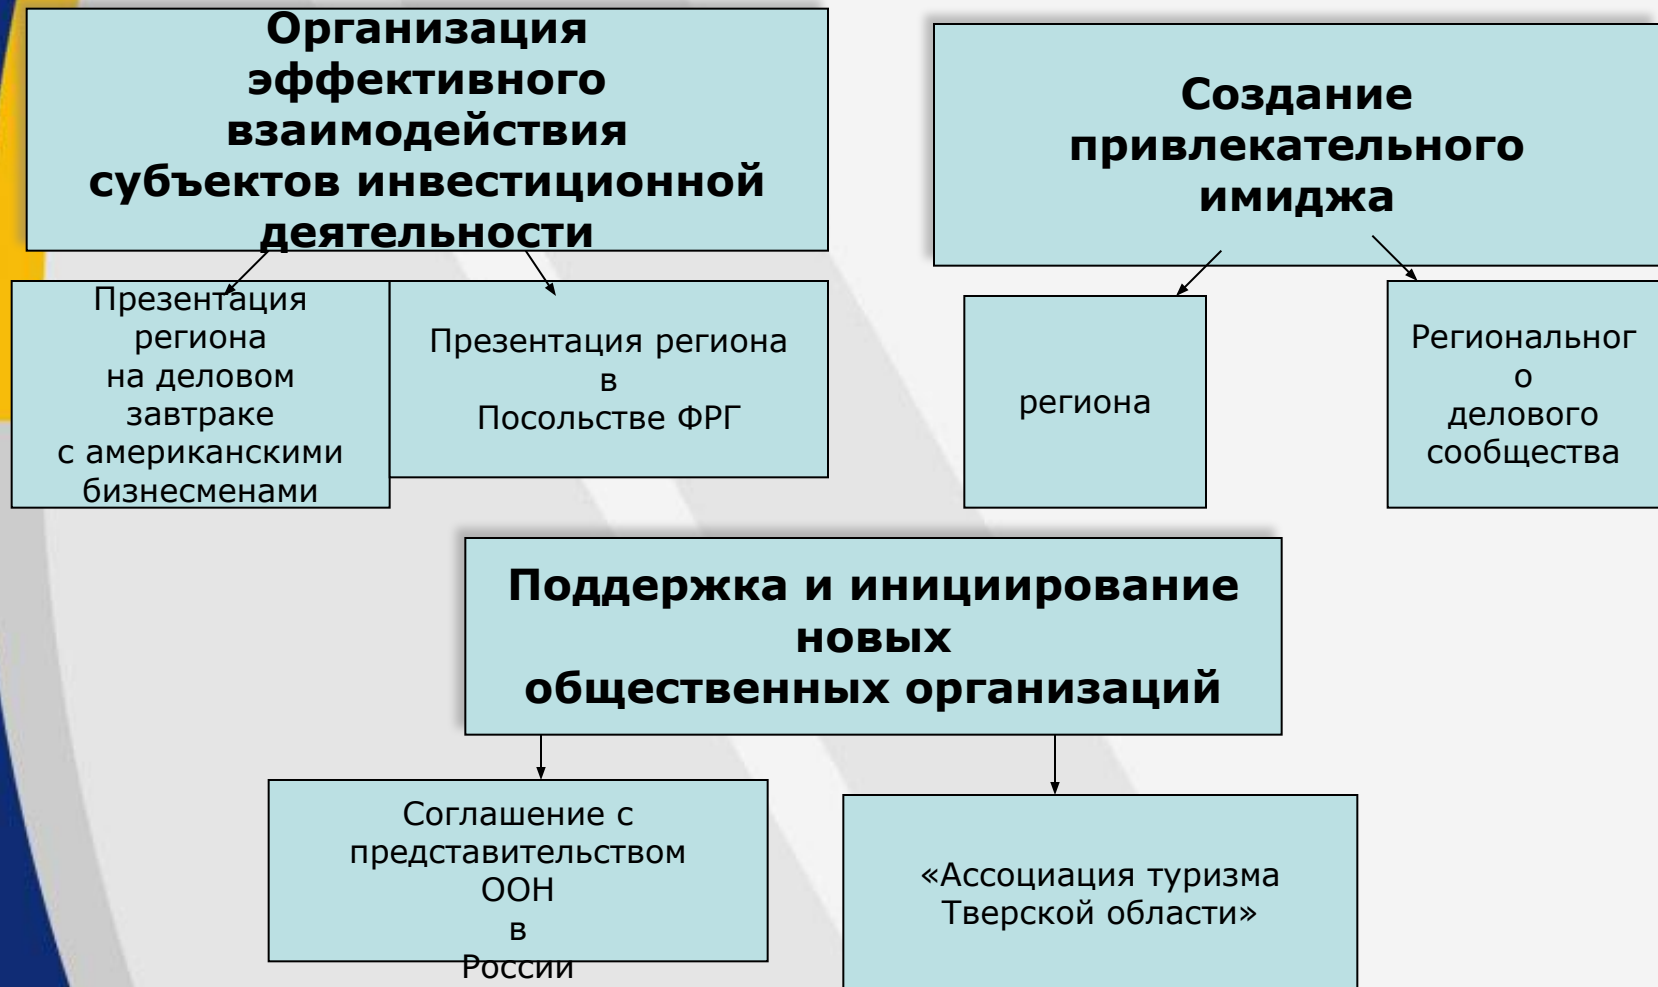 Организация
эффективного
взаимодействия
субъектов инвестиционной
деятельности
Создание
привлекательного
имиджа
Презентация
региона
на деловом
завтраке
с американскими
бизнесменами
Презентация региона
в
Посольстве ФРГ
региона
Региональног
о
делового
сообщества
Поддержка и инициирование
новых
общественных организаций
Соглашение с
представительством
ООН
в
России
«Ассоциация туризма
Тверской области»